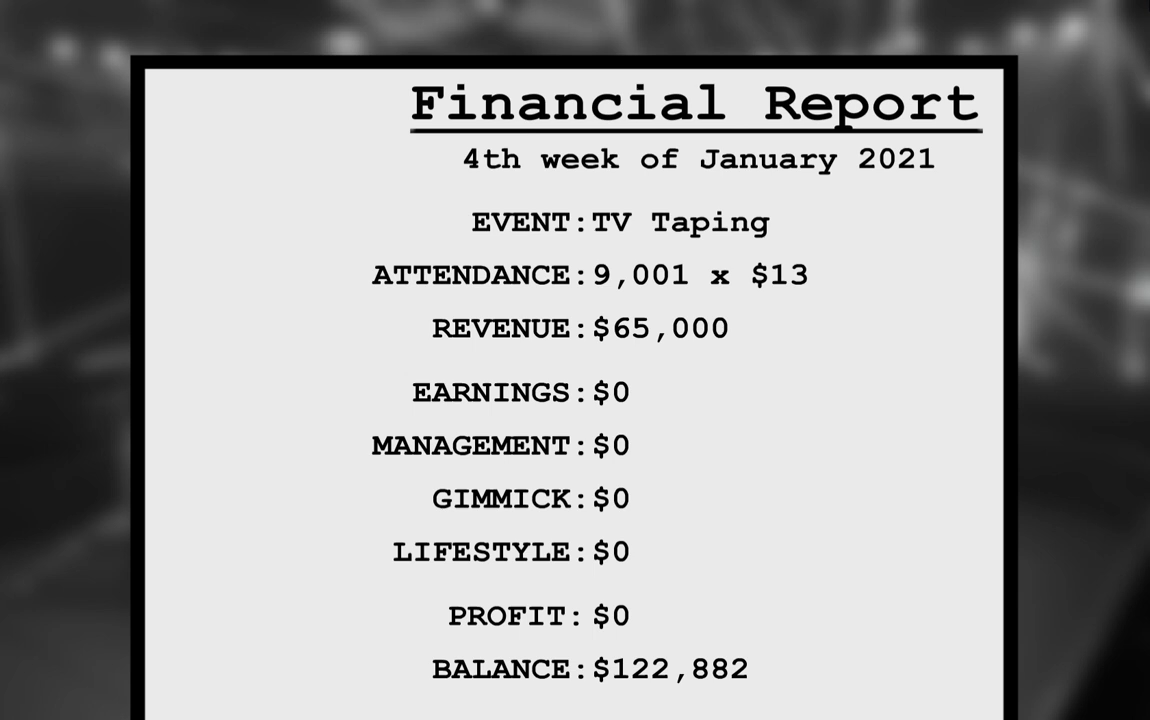 Financial Report
4th week of January 2021
EVENT:TV Taping
ATTENDANCE:9,001 x $13
REVENUE:$65,000
EARNINGS:$0
MANAGEMENT:$0
GIMMICK:$0
LIFESTYLE:$0
PROFIT:$0
BALANCE:$122,882